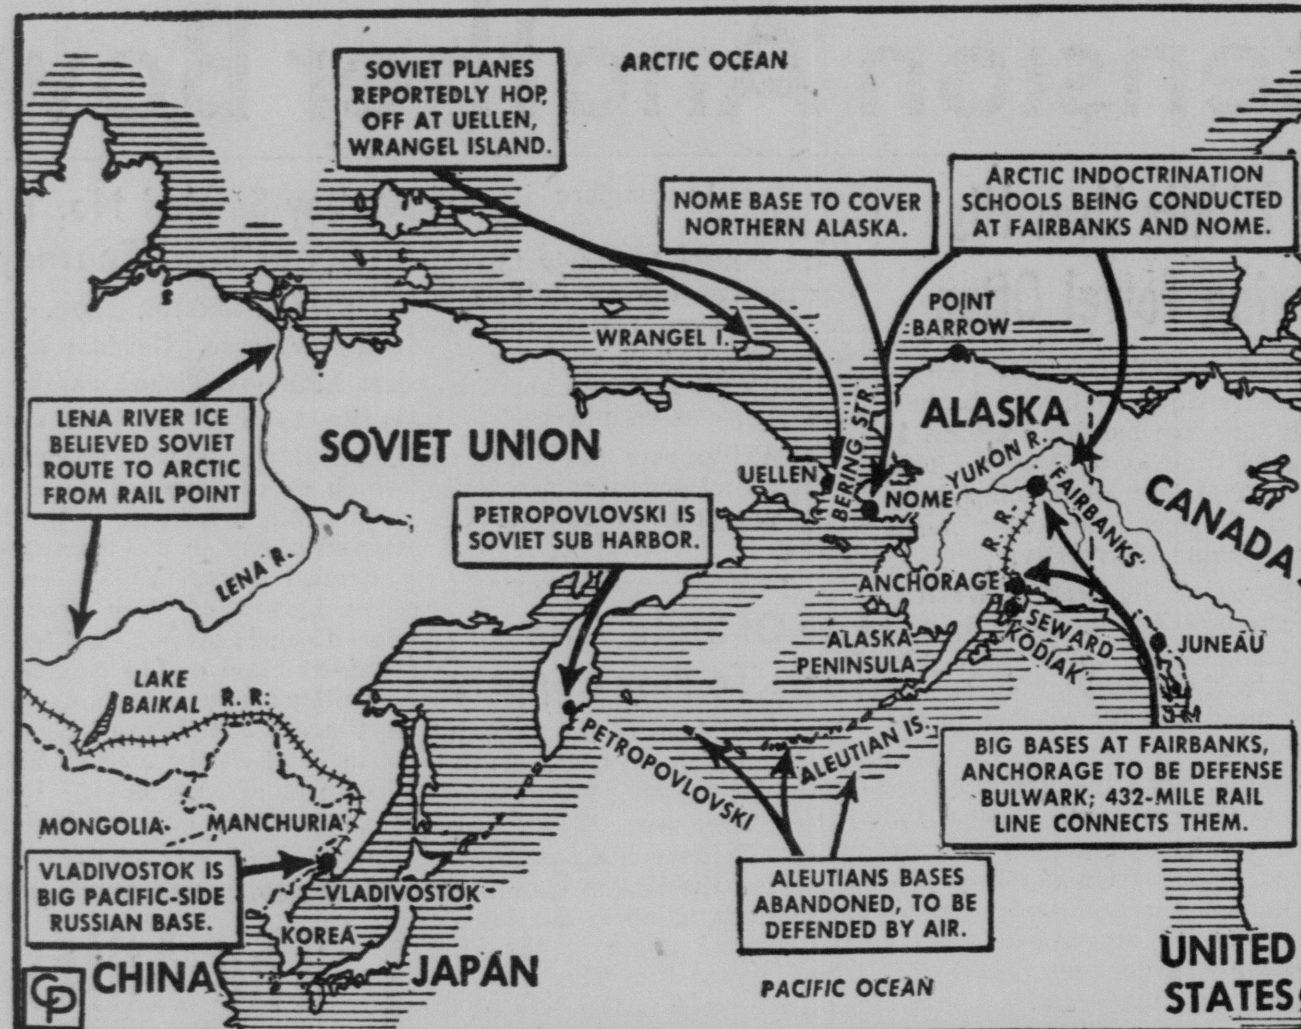 ARCTIC OCEAN
SOVIET PLANES
REPORTEDLY HOP,
OFF AT UELLEN,
WRANGEL ISLAND.
NOME BASE TO COVER
NORTHERN ALASKA.
ARCTIC INDOCTRINATION
SCHOOLS BEING CONDUCTED
AT FAIRBANKS AND NOME.
POINT
BARROW
WRANGEL I.
LENA RIVER ICE
BELIEVED SOVIET
ROUTE TO ARCTIC
FROM RAIL POINT
SOVIET UNION
ALASKA
YUKON R.
BERING STR.
UELLEN
NOME
FAIRBANKS
CANADA
PETROPOVLOVSKI IS
SOVIET SUB HARBOR.
R. R.
LENA R.
ANCHORAGE
SEWARD
KODIAK
JUNEAU
ALASKA
PENINSULA
LAKE
BAIKAL
R. R.
PETROPOVLOVSKI
ALEUTIAN IS.
BIG BASES AT FAIRBANKS,
ANCHORAGE TO BE DEFENSE
BULWARK; 432-MILE RAIL
LINE CONNECTS THEM.
MONGOLIA
MANCHURIA
VLADIVOSTOK IS
BIG PACIFIC-SIDE
RUSSIAN BASE.
VLADIVOSTOK
ALEUTIANS BASES
ABANDONED, TO BE
DEFENDED BY AIR.
KOREA
CHINA
JAPAN
PACIFIC OCEAN
UNITED
STATES
CP